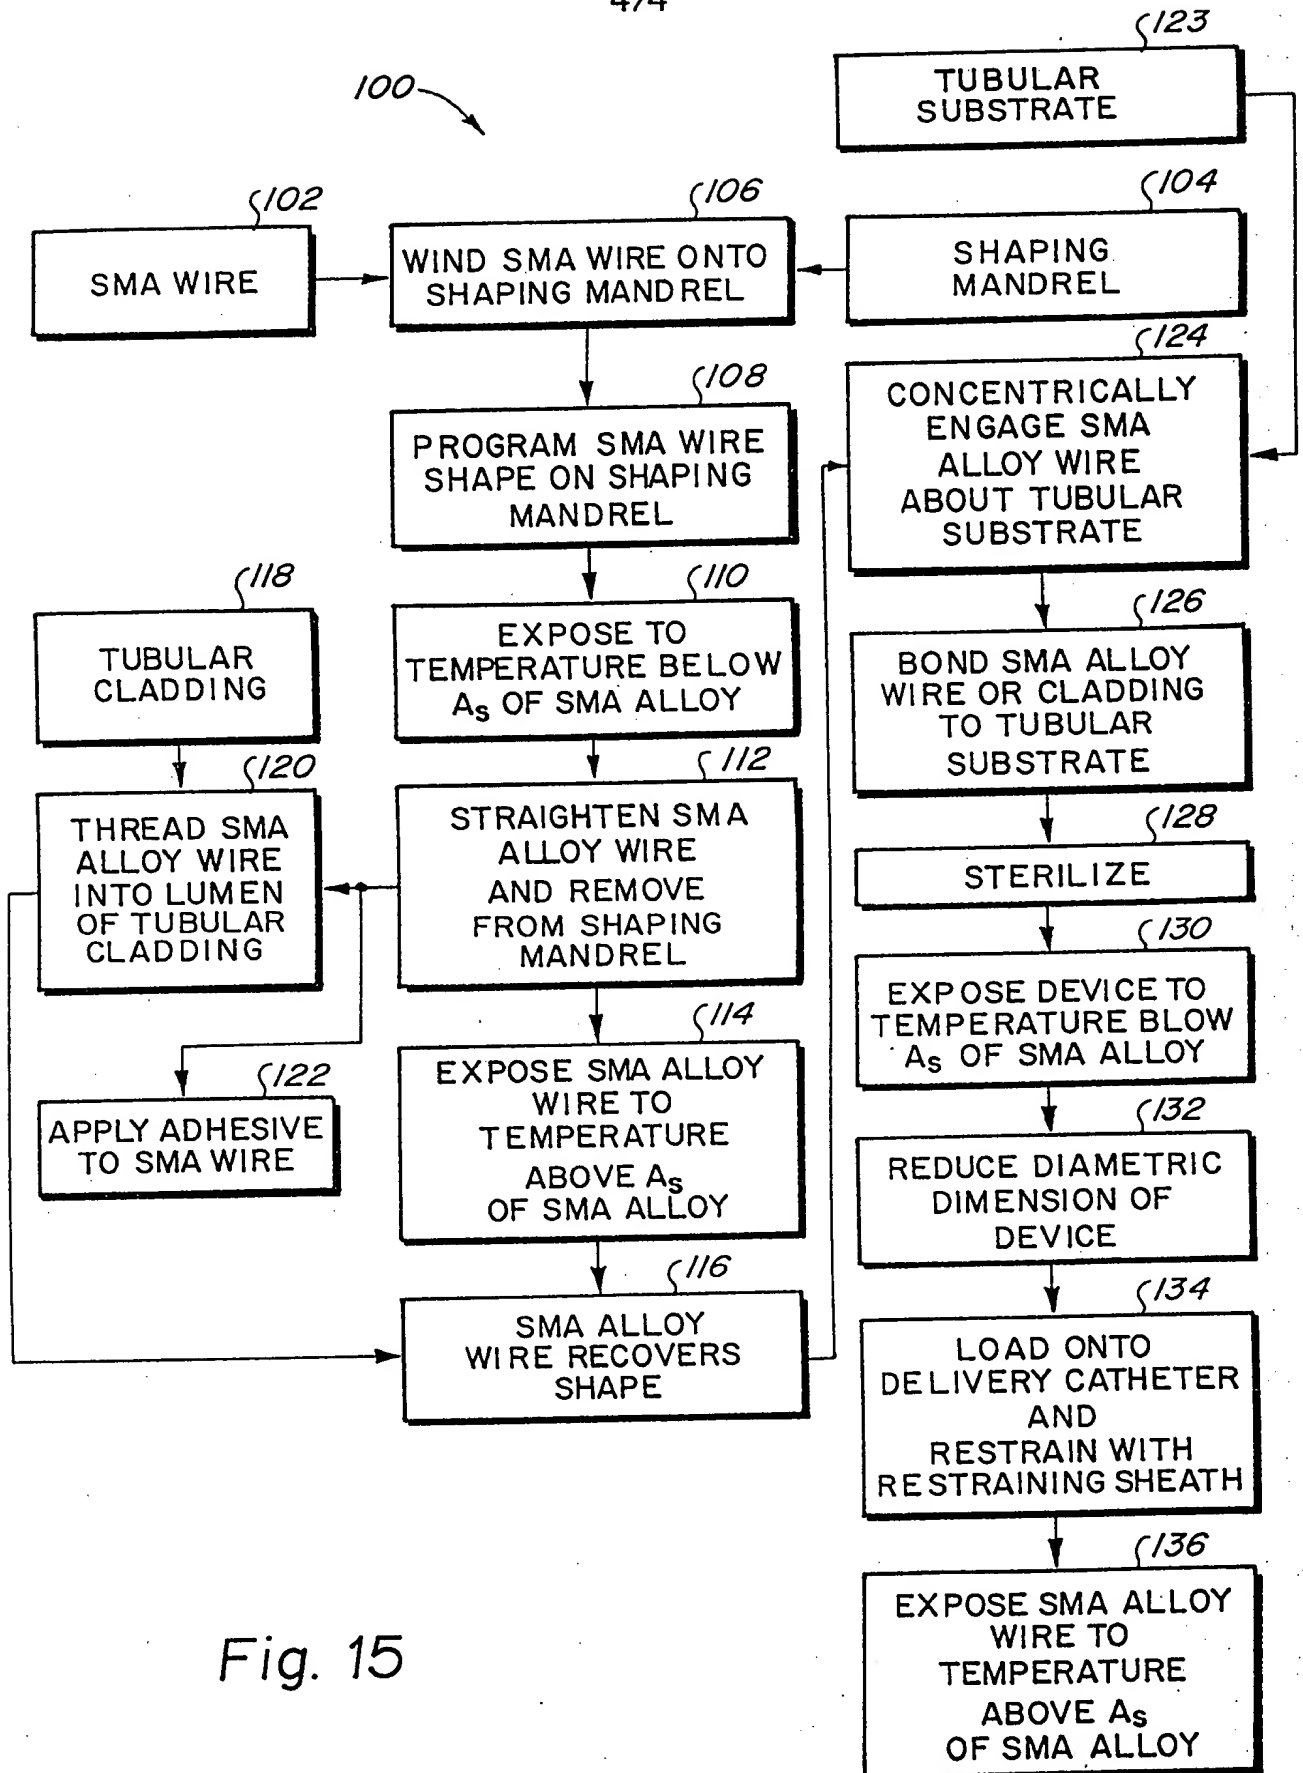 4/4
100
123
TUBULAR
SUBSTRATE
102
SMA WIRE
106
WIND SMA WIRE ONTO
SHAPING MANDREL
104
SHAPING
MANDREL
108
PROGRAM SMA WIRE
SHAPE ON SHAPING
MANDREL
110
EXPOSE TO
TEMPERATURE BELOW
As OF SMA ALLOY
118
TUBULAR
CLADDING
120
THREAD SMA
ALLOY WIRE
INTO LUMEN
OF TUBULAR
CLADDING
112
STRAIGHTEN SMA
ALLOY WIRE
AND REMOVE
FROM SHAPING
MANDREL
122
APPLY ADHESIVE
TO SMA WIRE
114
EXPOSE SMA ALLOY
WIRE TO
TEMPERATURE
ABOVE As
OF SMA ALLOY
116
SMA ALLOY
WIRE RECOVERS
SHAPE
124
CONCENTRICALLY
ENGAGE SMA
ALLOY WIRE
ABOUT TUBULAR
SUBSTRATE
126
BOND SMA ALLOY
WIRE OR CLADDING
TO TUBULAR
SUBSTRATE
128
STERILIZE
130
EXPOSE DEVICE TO
TEMPERATURE BLOW
As OF SMA ALLOY
132
REDUCE DIAMETRIC
DIMENSION OF
DEVICE
134
LOAD ONTO
DELIVERY CATHETER
AND
RESTRAIN WITH
RESTRAINING SHEATH
136
EXPOSE SMA ALLOY
WIRE TO
TEMPERATURE
ABOVE As
OF SMA ALLOY
Fig. 15